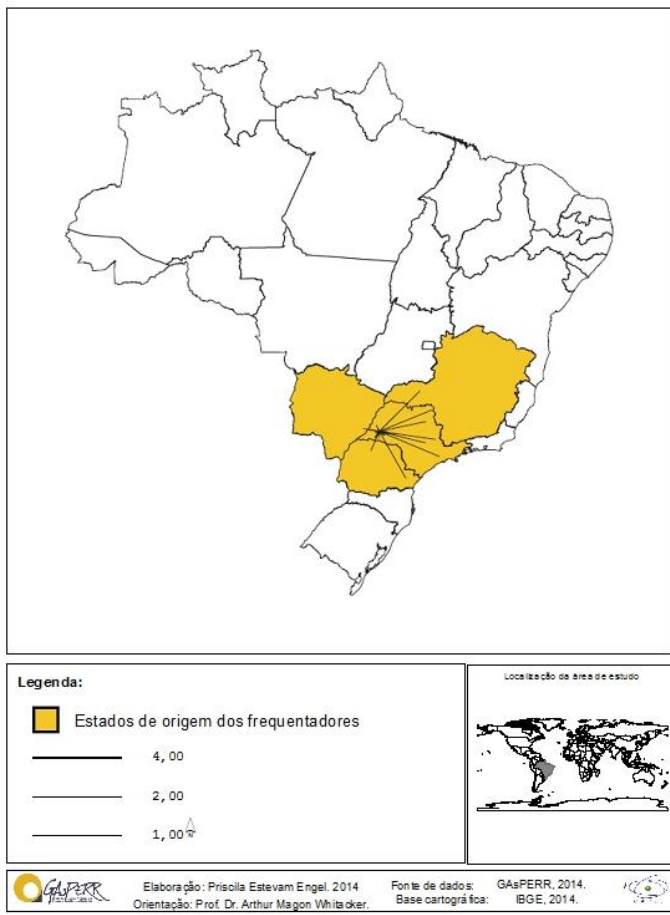 Legenda:
Estados de origem dos frequentadores
4,00
2,00
1,00
Localização da área de estudo
GAsPERR
Elaboração: Priscila Estevam Engel. 2014
Orientação: Prof. Dr. Arthur Magon Whitacker.
Fonte de dados: GAsPERR, 2014.
Base cartográfica: IBGE, 2014.